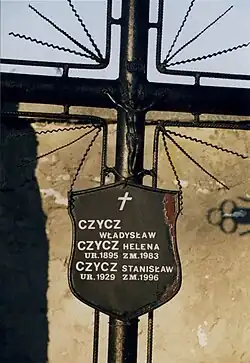 CZYCZ
WŁADYSŁAW
CZYCZ HELENA
UR.1895 ZM.1983
CZYCZ STANISŁAW
UR.1929 ZM.1996